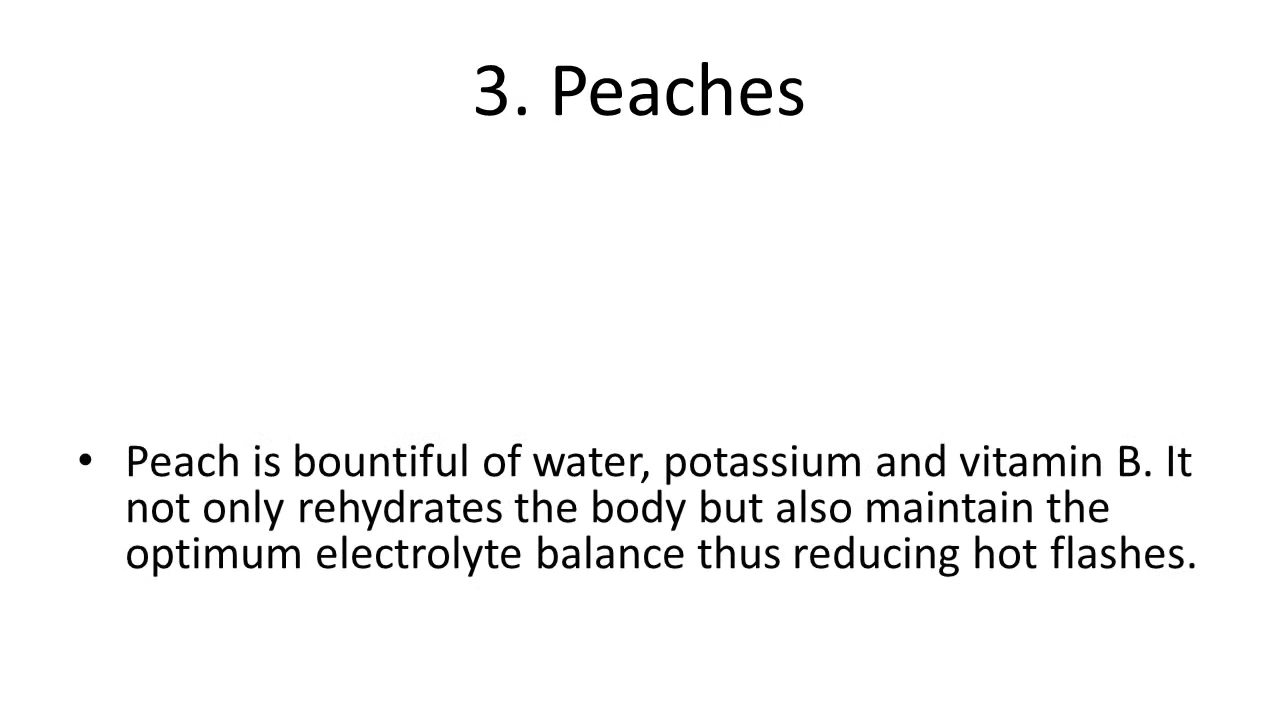 3. Peaches
• Peach is bountiful of water, potassium and vitamin B. It
not only rehydrates the body but also maintain the
optimum electrolyte balance thus reducing hot flashes.